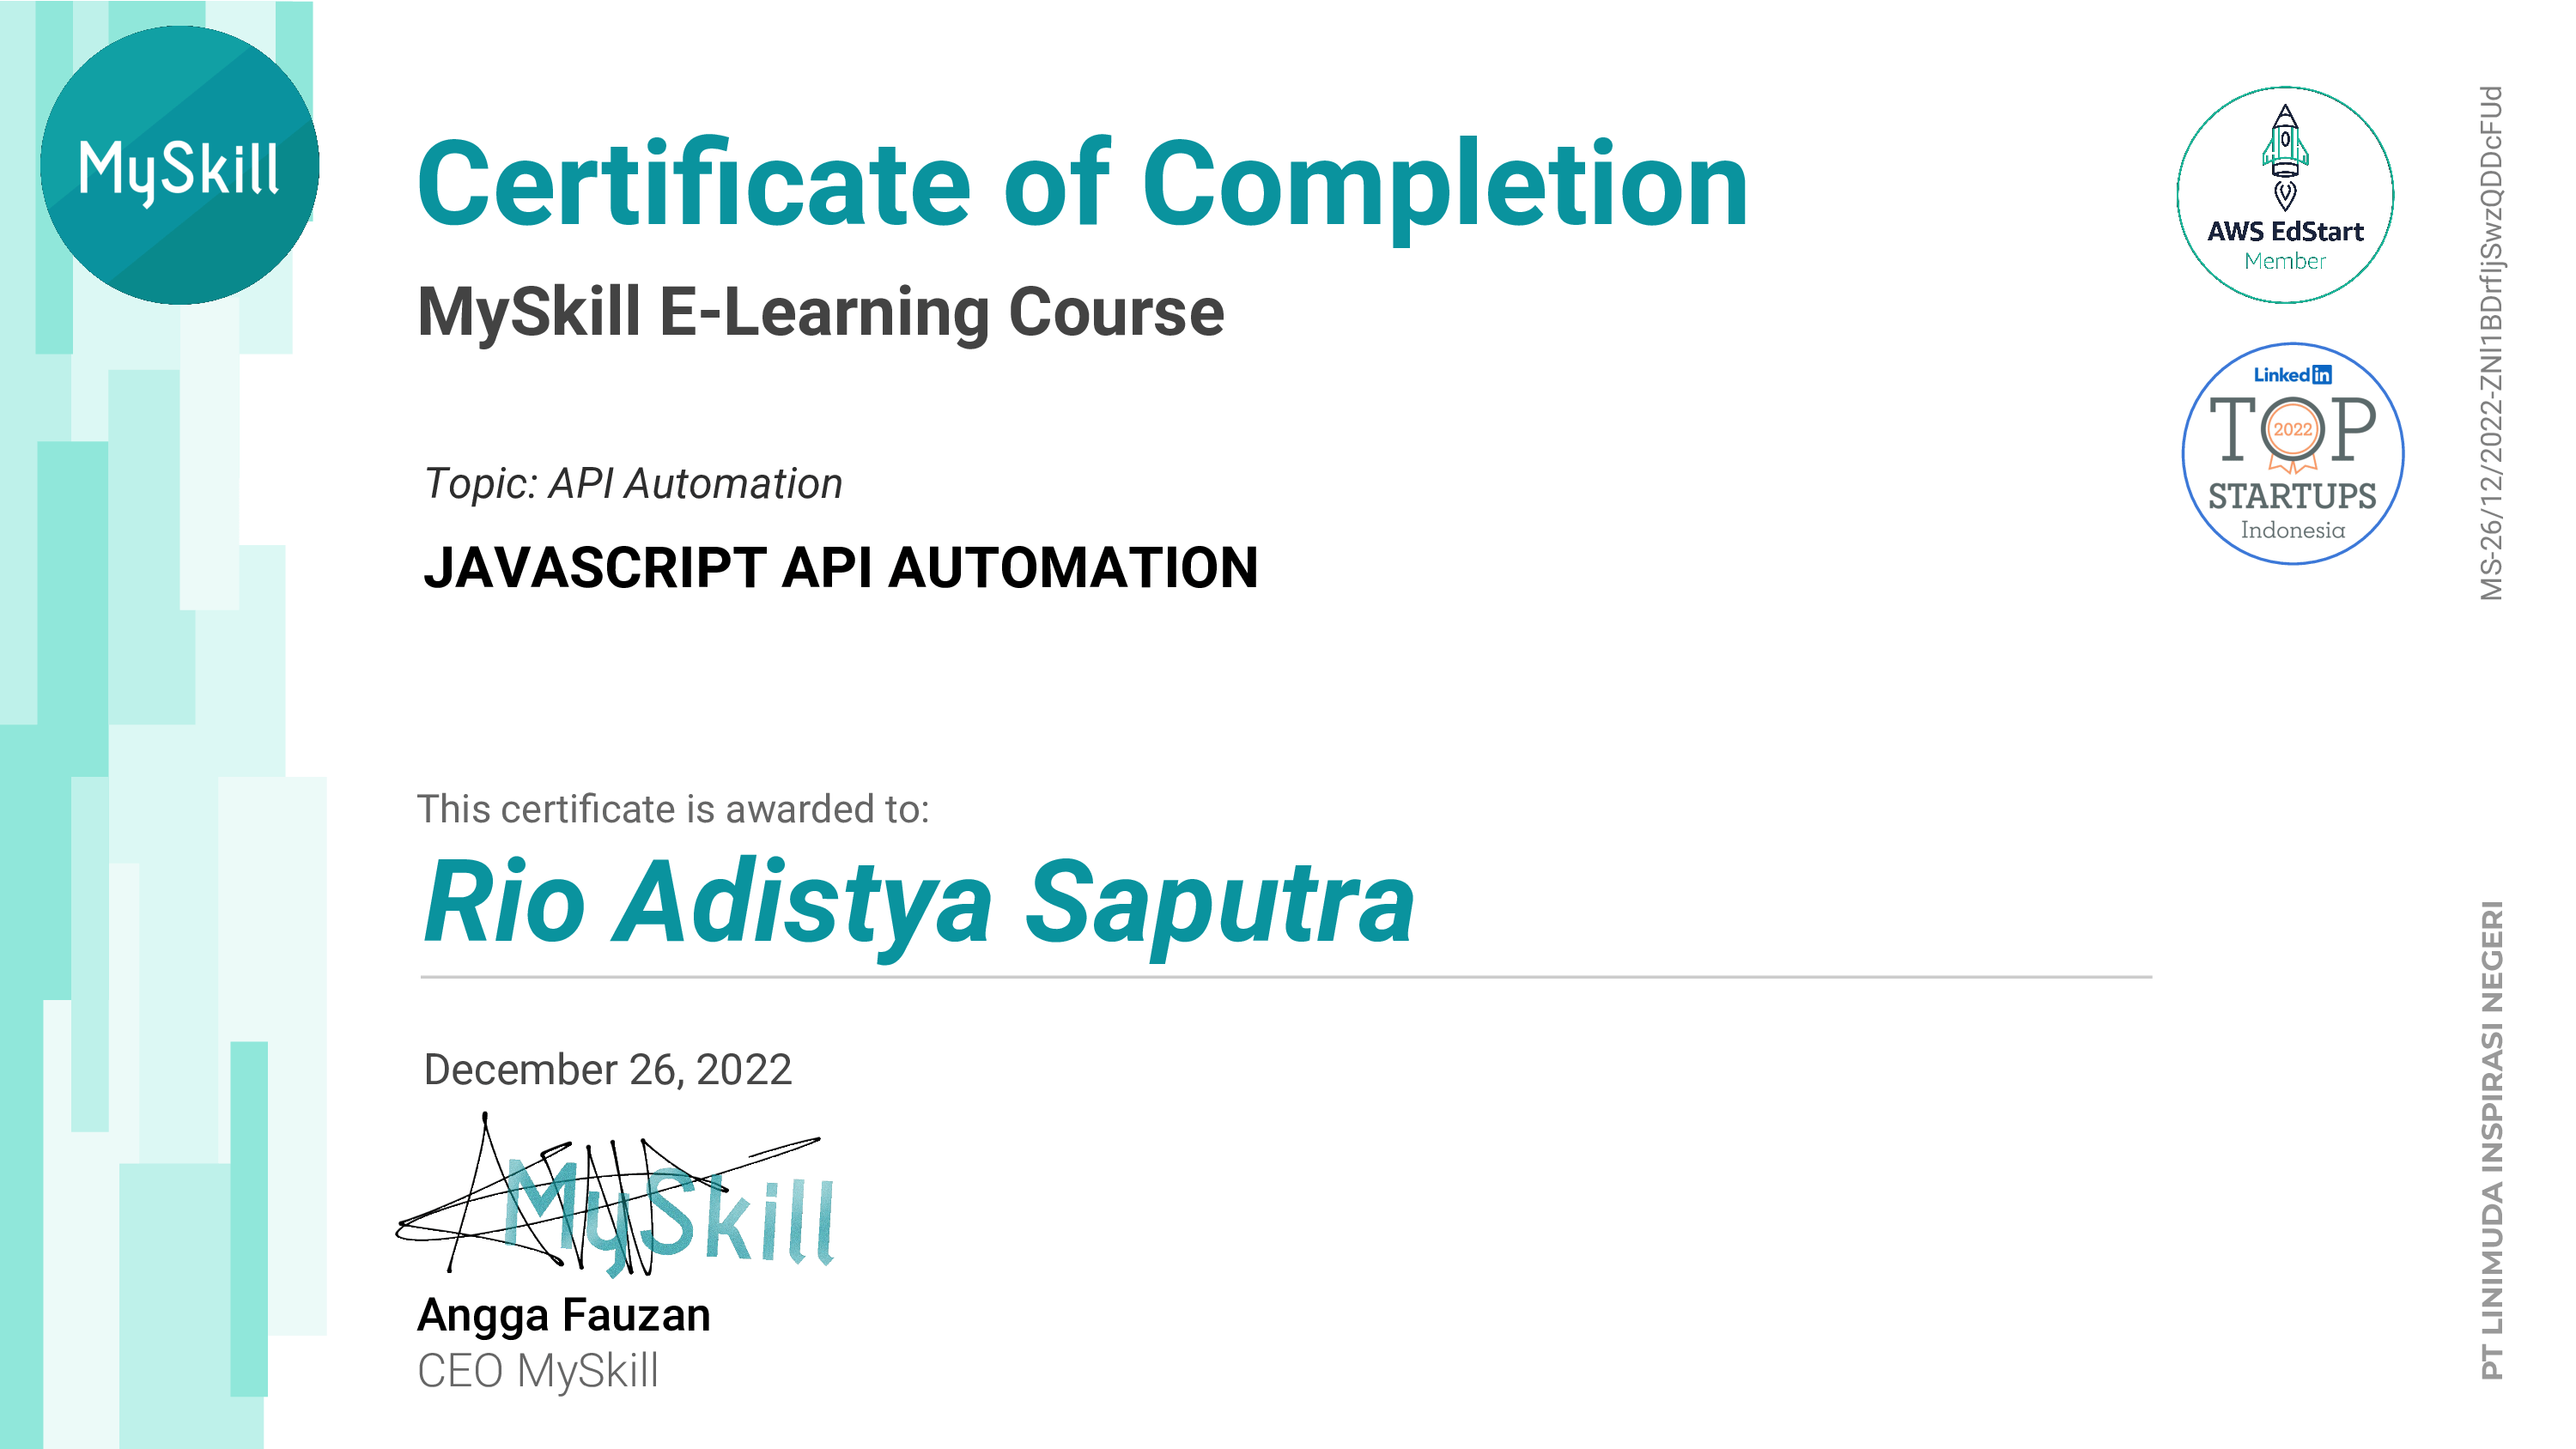 MySkill
Certificate of Completion
MySkill E-Learning Course
Topic: API Automation
JAVASCRIPT API AUTOMATION
This certificate is awarded to:
Rio Adistya Saputra
December 26, 2022
MySkill
Angga Fauzan
CEO MySkill
AWS EdStart
Member
Linked in
TOP
2022
STARTUPS
Indonesia
MS-26/12/2022-ZNl1BDrfIjSwzQDDcFUd
PT LINIMUDA INSPIRASI NEGERI